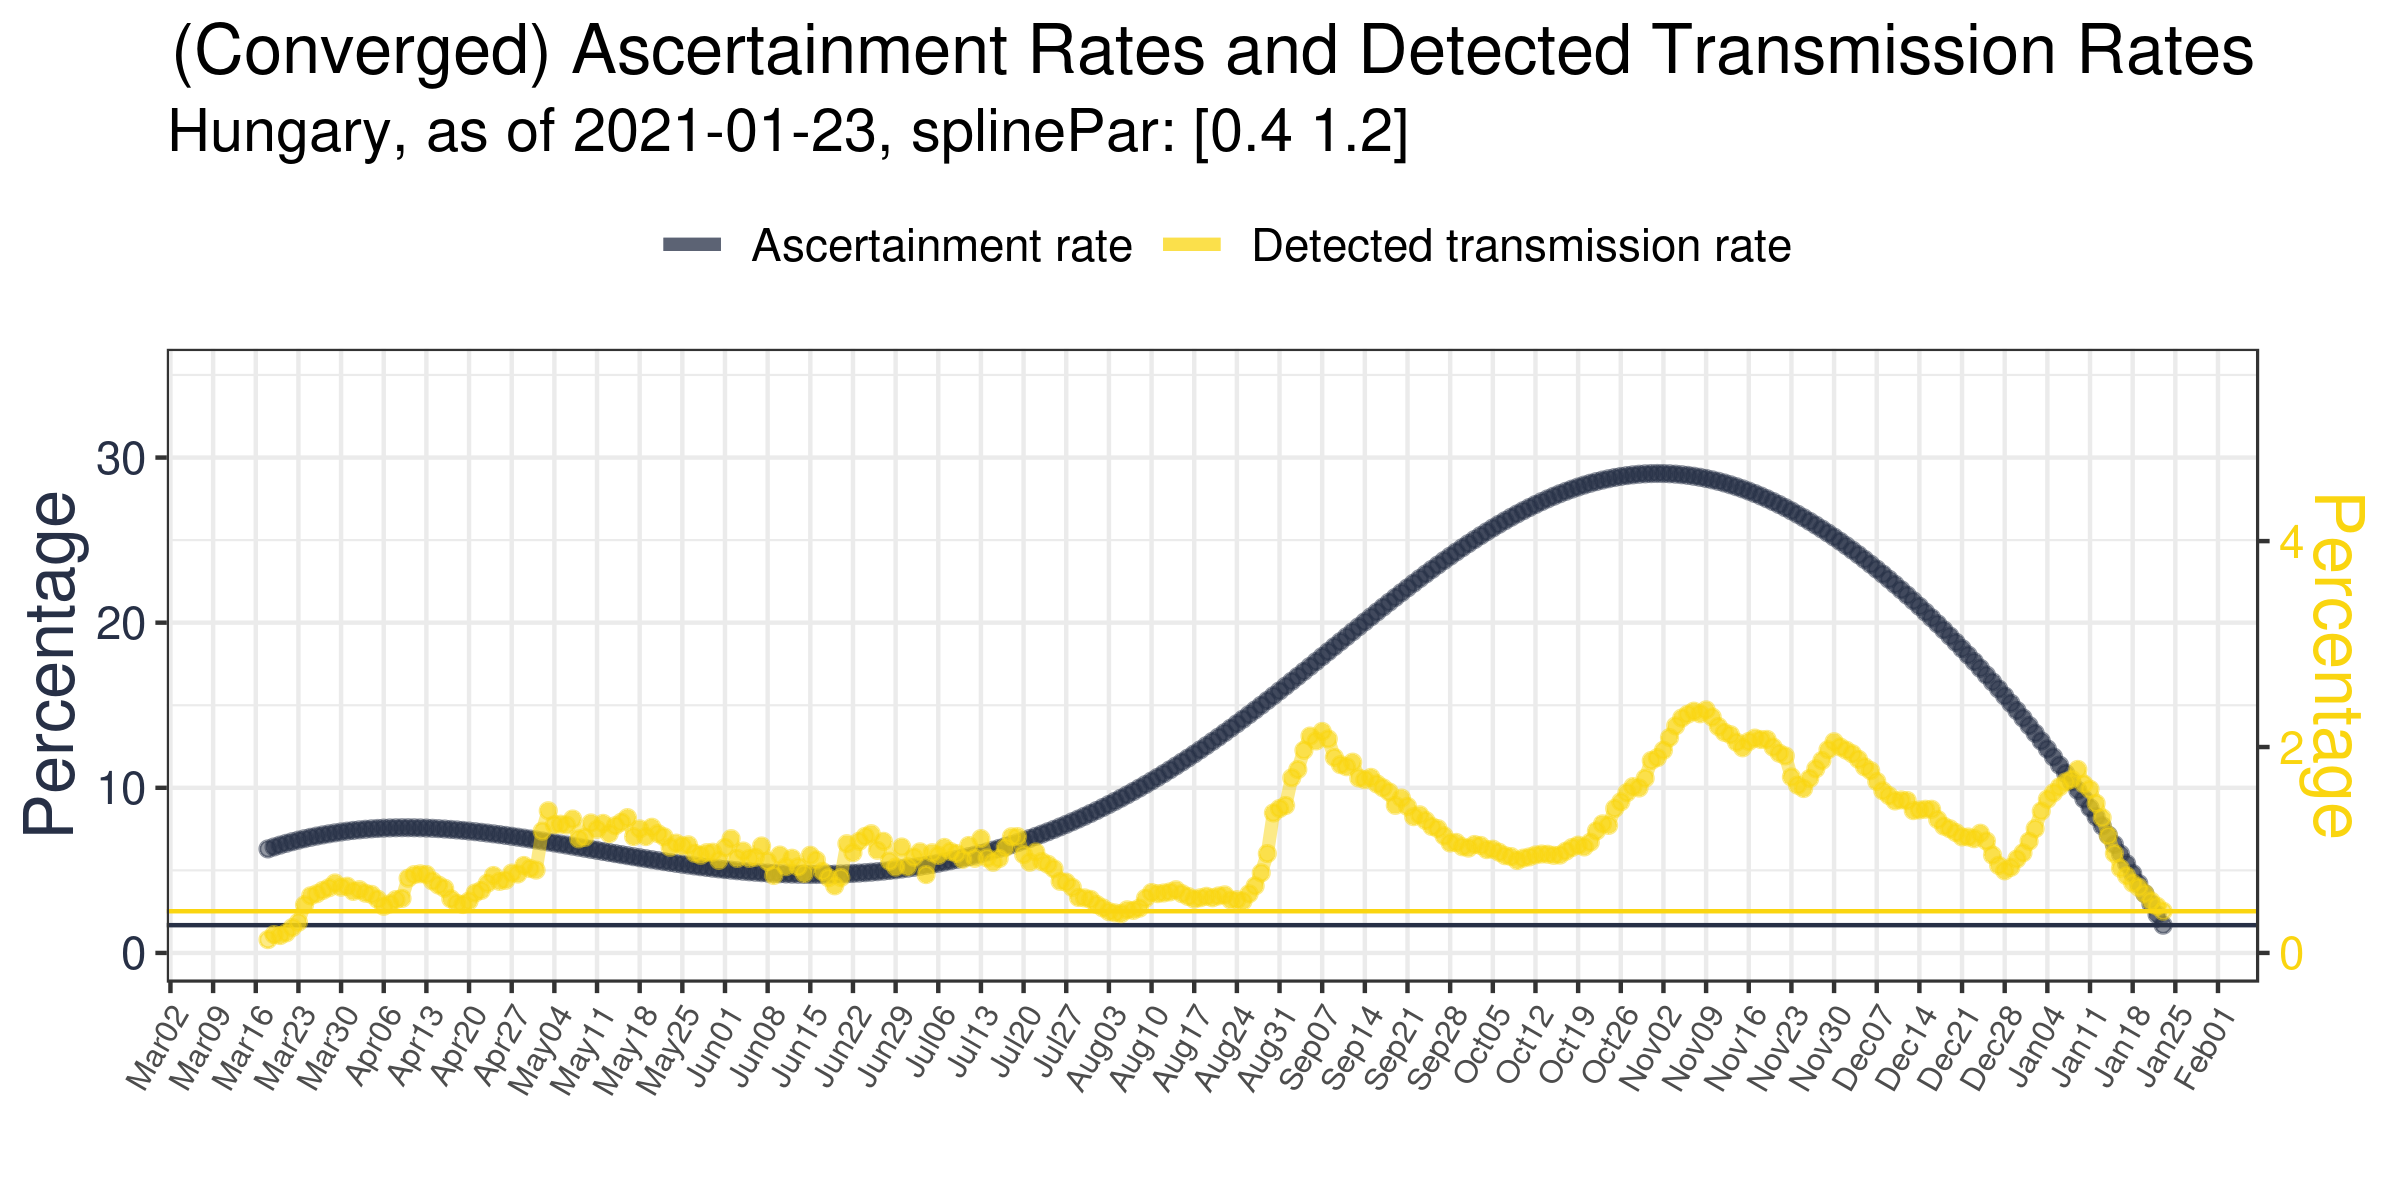 (Converged) Ascertainment Rates and Detected Transmission Rates
Hungary, as of 2021-01-23, splinePar: [0.4 1.2]
Ascertainment rate
Detected transmission rate
Percentage
30
20
10
0
4
2
0
Percentage
Mar02
Mar09
Mar16
Mar23
Mar30
Apr06
Apr13
Apr20
Apr27
May04
May11
May18
May25
Jun01
Jun08
Jun15
Jun22
Jun29
Jul06
Jul13
Jul20
Jul27
Aug03
Aug10
Aug17
Aug24
Aug31
Sep07
Sep14
Sep21
Sep28
Oct05
Oct12
Oct19
Oct26
Nov02
Nov09
Nov16
Nov23
Nov30
Dec07
Dec14
Dec21
Dec28
Jan04
Jan11
Jan18
Jan25
Feb01